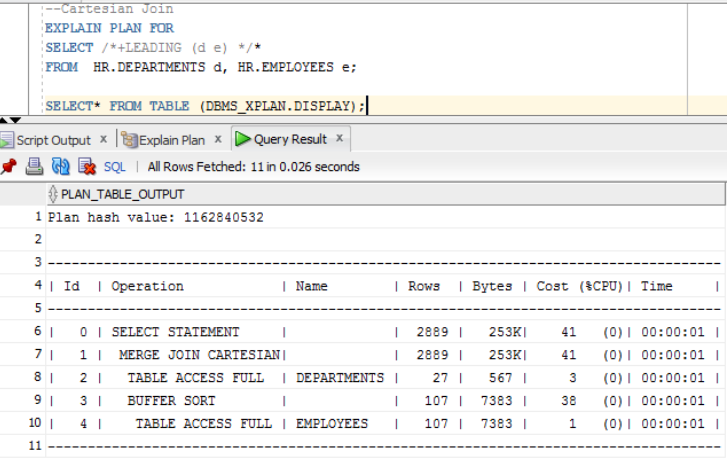 --Cartesian Join
EXPLAIN PLAN FOR
SELECT /*+LEADING (d e) */*
FROM  HR.DEPARTMENTS d, HR.EMPLOYEES e;
SELECT* FROM TABLE (DBMS_XPLAN.DISPLAY);
Script Output x Explain Plan x Query Result x
SQL | All Rows Fetched: 11 in 0.026 seconds
PLAN_TABLE_OUTPUT
1 Plan hash value: 1162840532
2
3 --------------------------------------------------------------------------------
4 | Id  | Operation            | Name        | Rows  | Bytes | Cost (%CPU)| Time     |
5 --------------------------------------------------------------------------------
6 |   0 | SELECT STATEMENT     |             |  2889 |   253K|    41   (0)| 00:00:01 |
7 |   1 |  MERGE JOIN CARTESIAN|             |  2889 |   253K|    41   (0)| 00:00:01 |
8 |   2 |   TABLE ACCESS FULL  | DEPARTMENTS |    27 |   567 |     3   (0)| 00:00:01 |
9 |   3 |   BUFFER SORT        |             |   107 |  7383 |    38   (0)| 00:00:01 |
10 |   4 |    TABLE ACCESS FULL | EMPLOYEES   |   107 |  7383 |     1   (0)| 00:00:01 |
11 --------------------------------------------------------------------------------